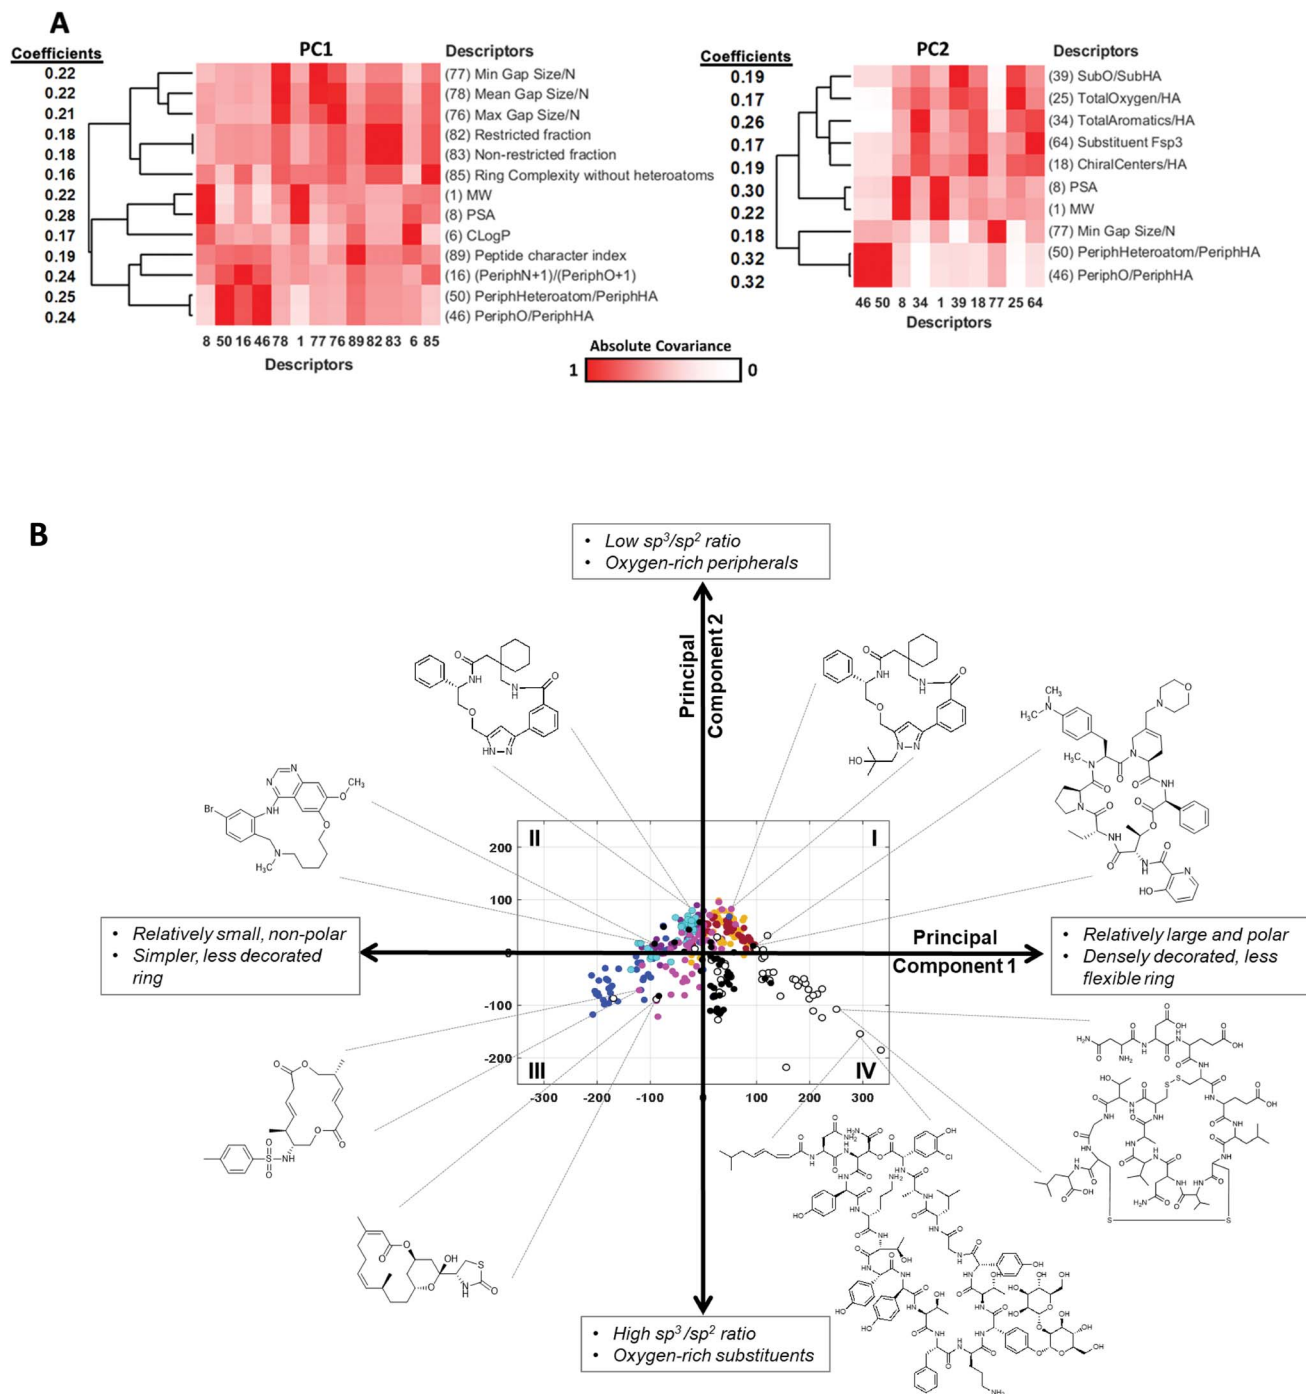 A
Coefficients
PC1
Descriptors
0.22
(77) Min Gap Size/N
0.22
(78) Mean Gap Size/N
0.21
(76) Max Gap Size/N
0.18
(82) Restricted fraction
0.18
(83) Non-restricted fraction
0.16
(85) Ring Complexity without heteroatoms
0.22
(1) MW
0.28
(8) PSA
0.17
(6) CLogP
0.19
(89) Peptide character index
0.24
(16) (PeriphN+1)/(PeriphO+1)
0.25
(50) PeriphHeteroatom/PeriphHA
0.24
(46) PeriphO/PeriphHA
8 50 16 46 78 1 77 76 89 82 83 6 85
Descriptors
Coefficients
PC2
Descriptors
0.19
(39) SubO/SubHA
0.17
(25) TotalOxygen/HA
0.26
(34) TotalAromatics/HA
0.17
(64) Substituent Fsp3
0.19
(18) ChiralCenters/HA
0.30
(8) PSA
0.22
(1) MW
0.18
(77) Min Gap Size/N
0.32
(50) PeriphHeteroatom/PeriphHA
0.32
(46) PeriphO/PeriphHA
46 50 8 34 1 39 18 77 25 64
Descriptors
Absolute Covariance
1 0
B
• Low sp³/sp² ratio
• Oxygen-rich peripherals
Principal
Component 2
II
I
200
100
0
-100
-200
III
IV
-300 -200 -100 0 100 200 300
• Relatively small, non-polar
• Simpler, less decorated
ring
Principal
Component 1
• Relatively large and polar
• Densely decorated, less
flexible ring
• High sp³/sp² ratio
• Oxygen-rich substituents